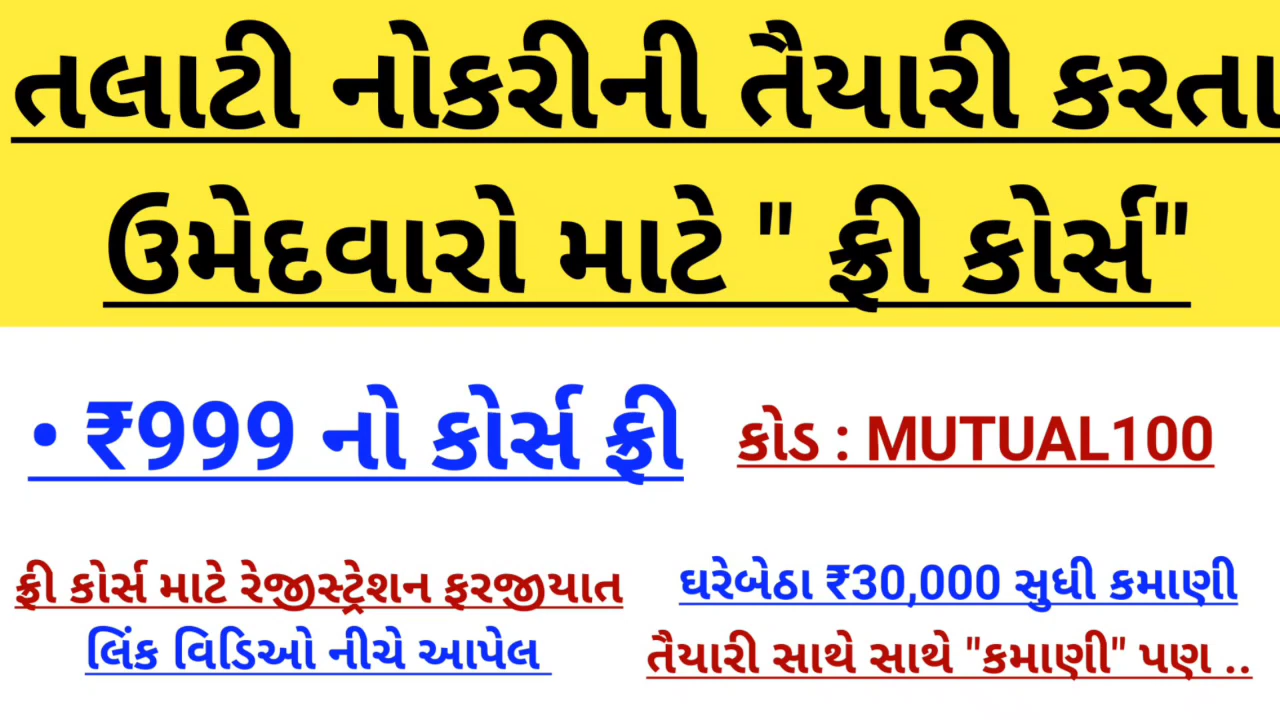 તલાટી નોકરીની તૈયારી કરતા
ઉમેદવારો માટે " ફ્રી કોર્સ"
• ₹999 નો કોર્સ ફ્રી
કોડ : MUTUAL100
ફ્રી કોર્સ માટે રેજીસ્ટ્રેશન ફરજીયાત
લિંક વિડિઓ નીચે આપેલ
ઘરેબેઠા ₹30,000 સુધી કમાણી
તૈયારી સાથે સાથે "કમાણી" પણ ..